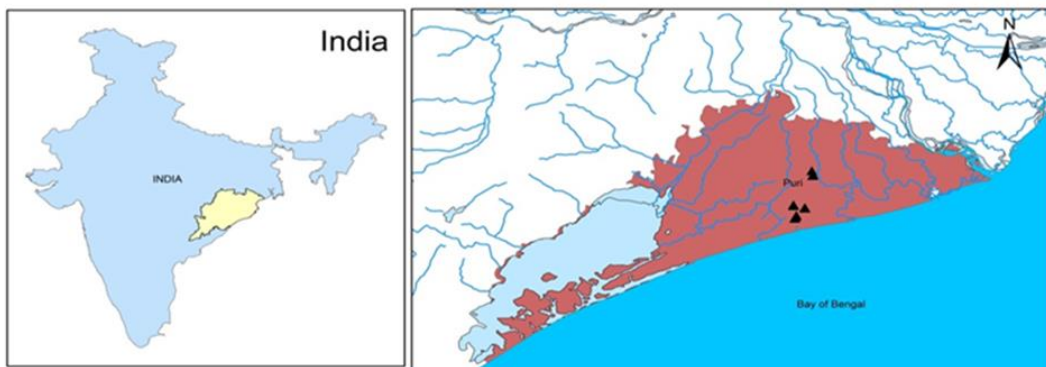 India
INDIA
N
Puri
Bay of Bengal